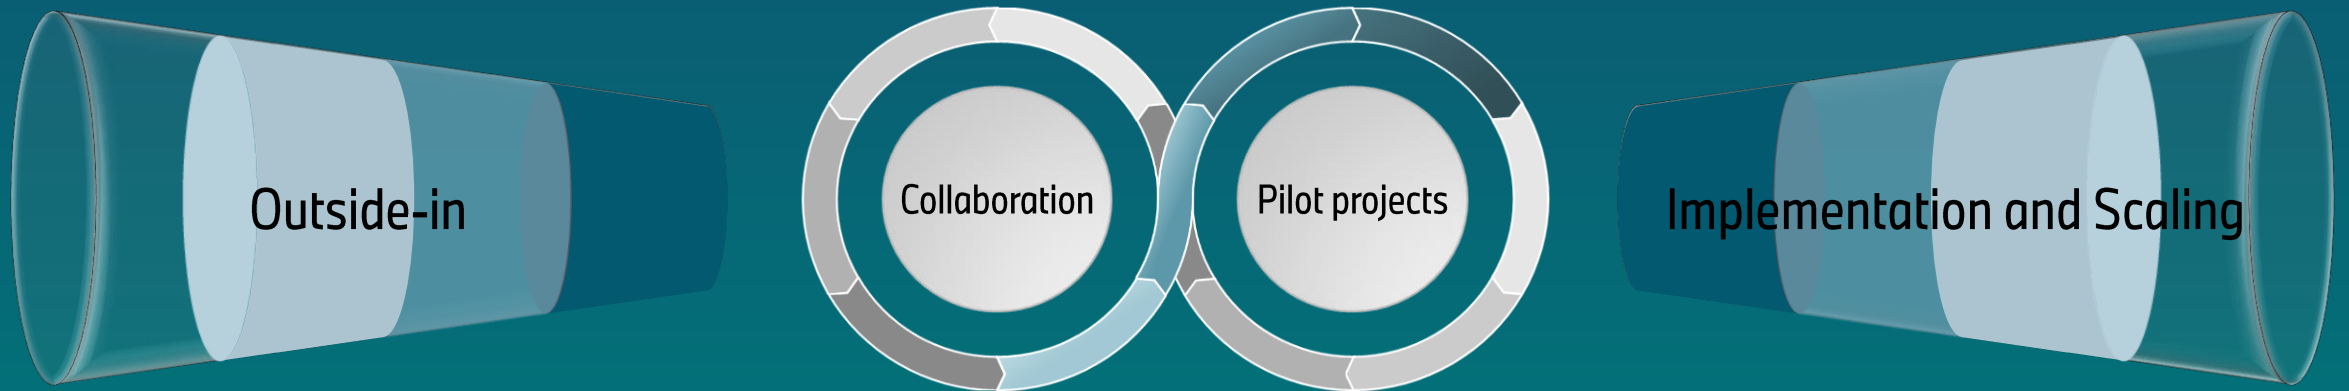 Outside-in
Collaboration
Pilot projects
Implementation and Scaling